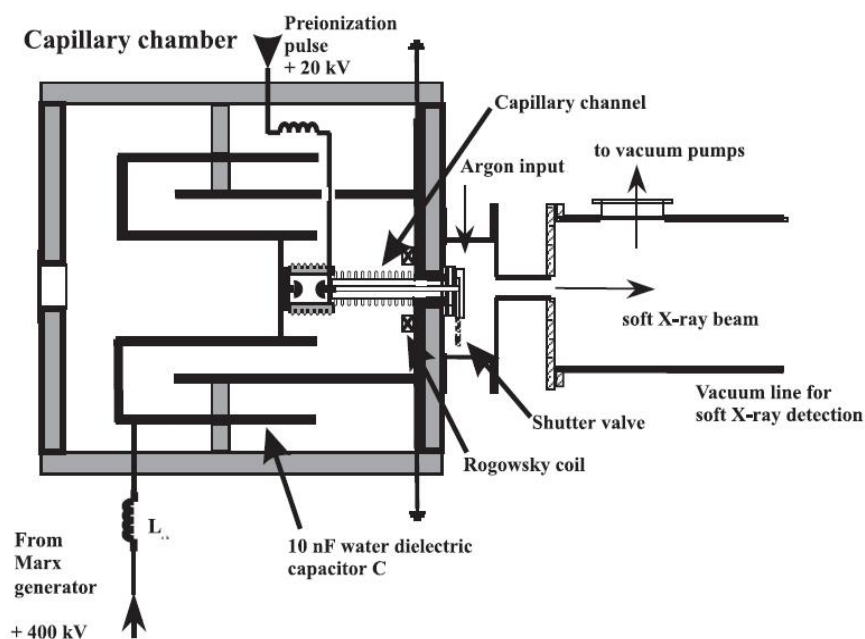 Capillary chamber
Preionization
pulse
+ 20 kV
Capillary channel
Argon input
to vacuum pumps
soft X-ray beam
Vacuum line for
soft X-ray detection
Shutter valve
Rogowsky coil
10 nF water dielectric
capacitor C
L
From
Marx
generator
+ 400 kV